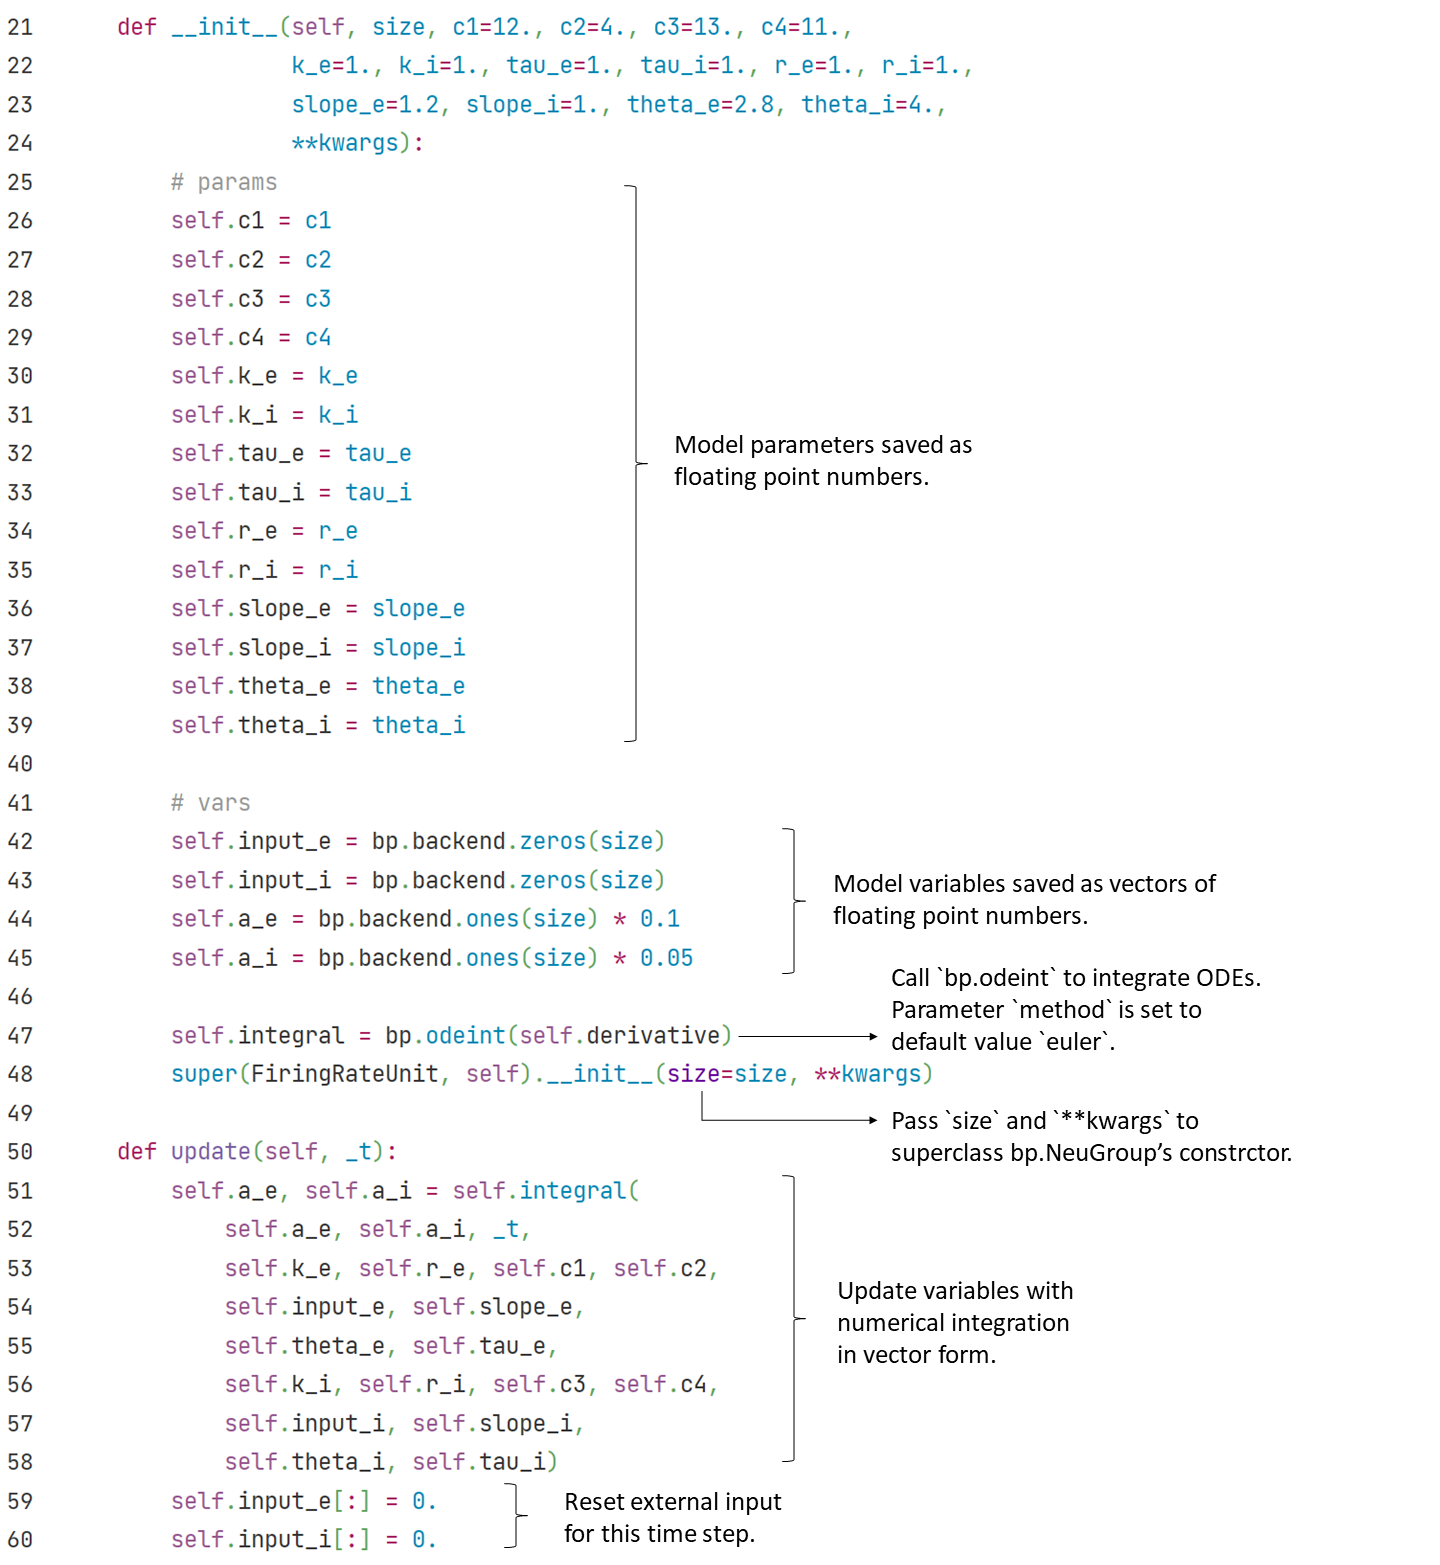 21 def __init__(self, size, c1=12., c2=4., c3=13., c4=11.,
22 k_e=1., k_i=1., tau_e=1., tau_i=1., r_e=1., r_i=1.,
23 slope_e=1.2, slope_i=1., theta_e=2.8, theta_i=4.,
24 **kwargs):
25 # params
26 self.c1 = c1
27 self.c2 = c2
28 self.c3 = c3
29 self.c4 = c4
30 self.k_e = k_e
31 self.k_i = k_i
32 self.tau_e = tau_e
33 self.tau_i = tau_i
34 self.r_e = r_e
35 self.r_i = r_i
36 self.slope_e = slope_e
37 self.slope_i = slope_i
38 self.theta_e = theta_e
39 self.theta_i = theta_i
Model parameters saved as
floating point numbers.
40
41 # vars
42 self.input_e = bp.backend.zeros(size)
43 self.input_i = bp.backend.zeros(size)
44 self.a_e = bp.backend.ones(size) * 0.1
45 self.a_i = bp.backend.ones(size) * 0.05
Model variables saved as vectors of
floating point numbers.
46
47 self.integral = bp.odeint(self.derivative)
Call `bp.odeint` to integrate ODEs.
Parameter `method` is set to
default value `euler`.
48 super(FiringRateUnit, self).__init__(size=size, **kwargs)
Pass `size` and `**kwargs` to
superclass bp.NeuGroup’s constrctor.
49
50 def update(self, _t):
51 self.a_e, self.a_i = self.integral(
52 self.a_e, self.a_i, _t,
53 self.k_e, self.r_e, self.c1, self.c2,
54 self.input_e, self.slope_e,
55 self.theta_e, self.tau_e,
56 self.k_i, self.r_i, self.c3, self.c4,
57 self.input_i, self.slope_i,
58 self.theta_i, self.tau_i)
Update variables with
numerical integration
in vector form.
59 self.input_e[:] = 0.
60 self.input_i[:] = 0.
Reset external input
for this time step.